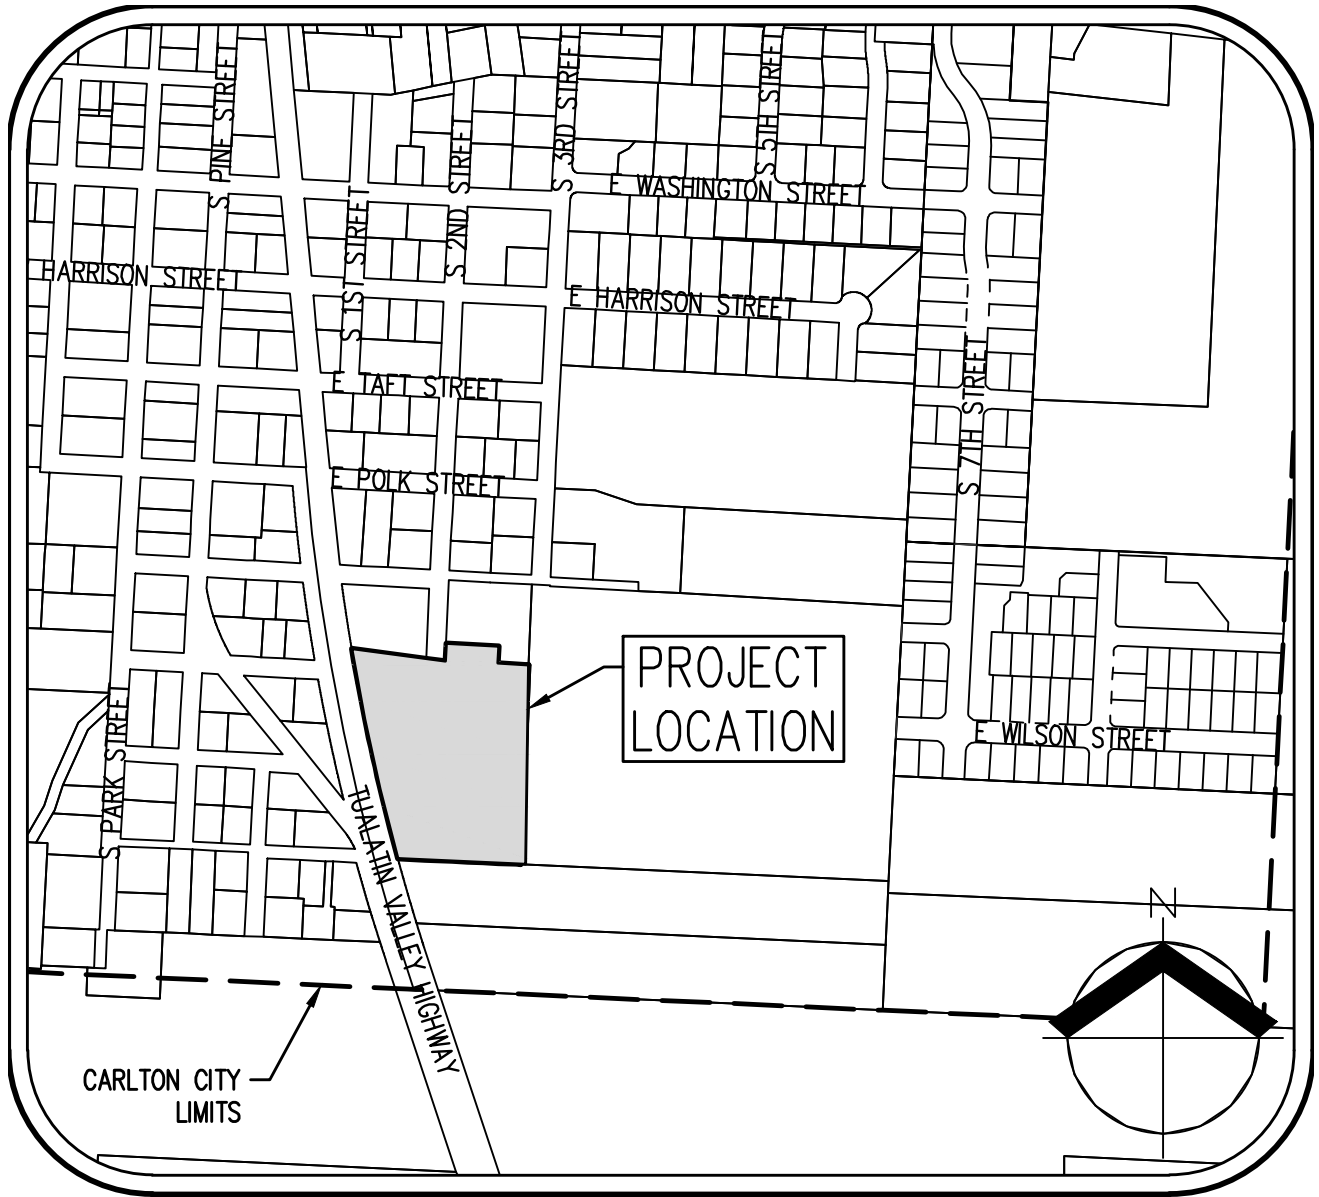 S PINE STREET
S 3RD STREET
S 5TH STREET
S 2ND STREET
S 1ST STREET
E WASHINGTON STREET
HARRISON STREET
E HARRISON STREET
E TAFT STREET
S 7TH STREET
E POLK STREET
PROJECT
LOCATION
S PARK STREET
E WILSON STREET
TUALATIN VALLEY HIGHWAY
N
CARLTON CITY
LIMITS